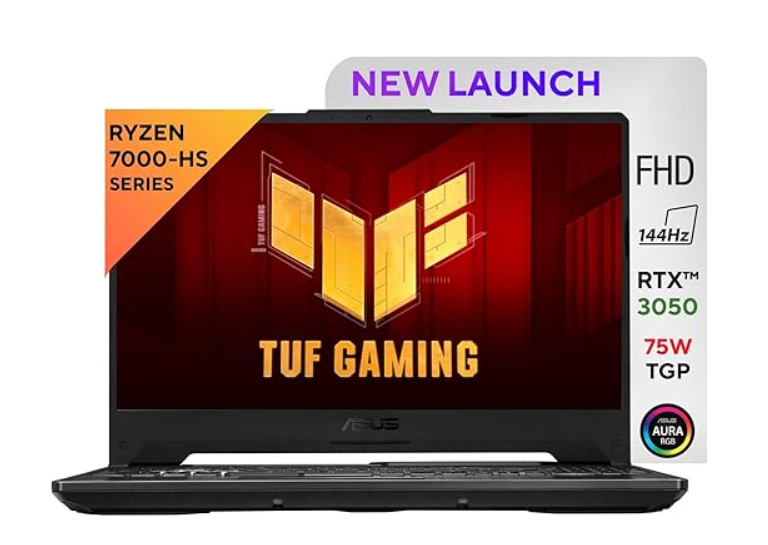 NEW LAUNCH
RYZEN
7000-HS
SERIES
FHD
144Hz
RTX™
3050
75W
TGP
ASUS
AURA
RGB
TUF GAMING
TUF GAMING
ASUS